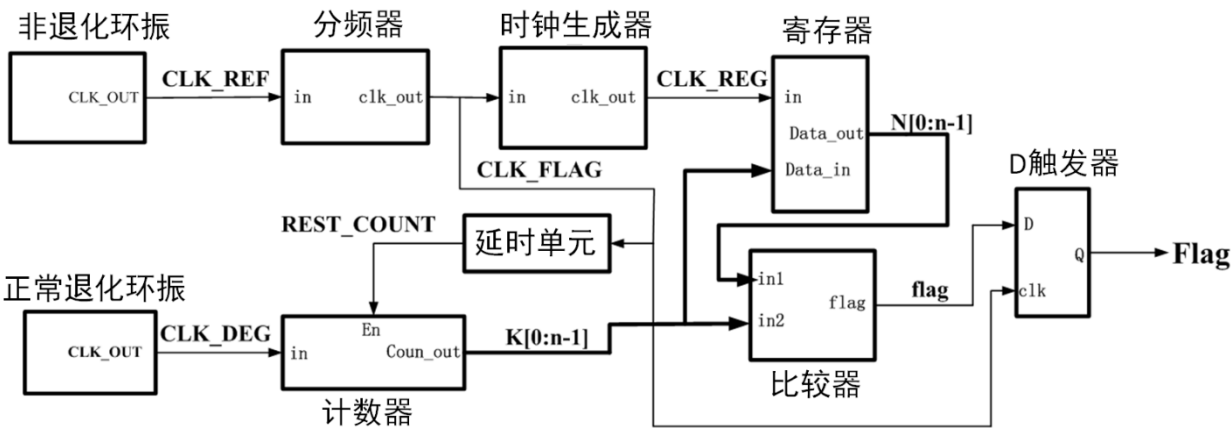 非退化环振
CLK_OUT
CLK_REF
分频器
in
clk_out
时钟生成器
in
clk_out
CLK_REG
寄存器
in
Data_out
Data_in
N[0:n-1]
CLK_FLAG
D触发器
D
Q
clk
Flag
REST_COUNT
延时单元
in1
in2
flag
flag
比较器
正常退化环振
CLK_OUT
CLK_DEG
En
in
Coun_out
计数器
K[0:n-1]